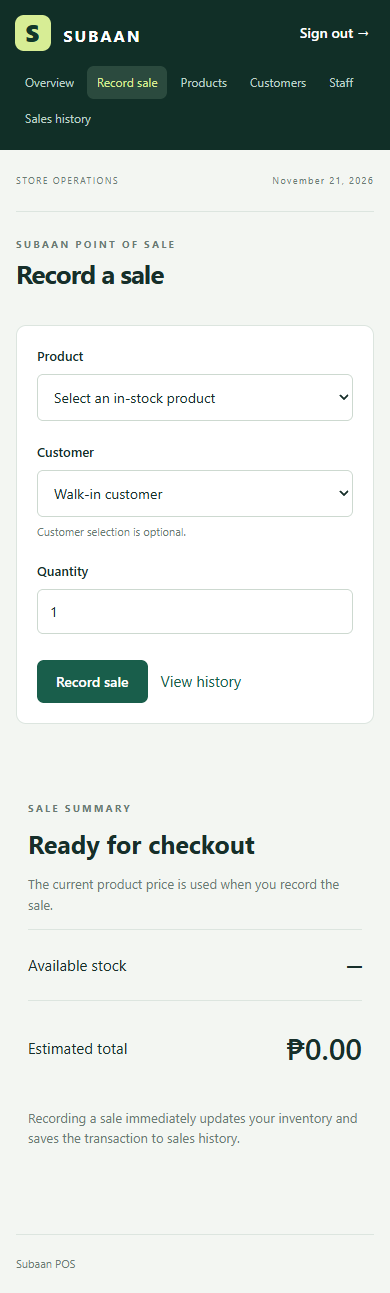 S SUBAAN
Sign out →
Overview Record sale Products Customers Staff
Sales history
STORE OPERATIONS November 21, 2026
SUBAAN POINT OF SALE
Record a sale
Product
Select an in-stock product
Customer
Walk-in customer
Customer selection is optional.
Quantity
1
Record sale View history
SALE SUMMARY
Ready for checkout
The current product price is used when you record the
sale.
Available stock —
Estimated total ₱0.00
Recording a sale immediately updates your inventory and
saves the transaction to sales history.
Subaan POS